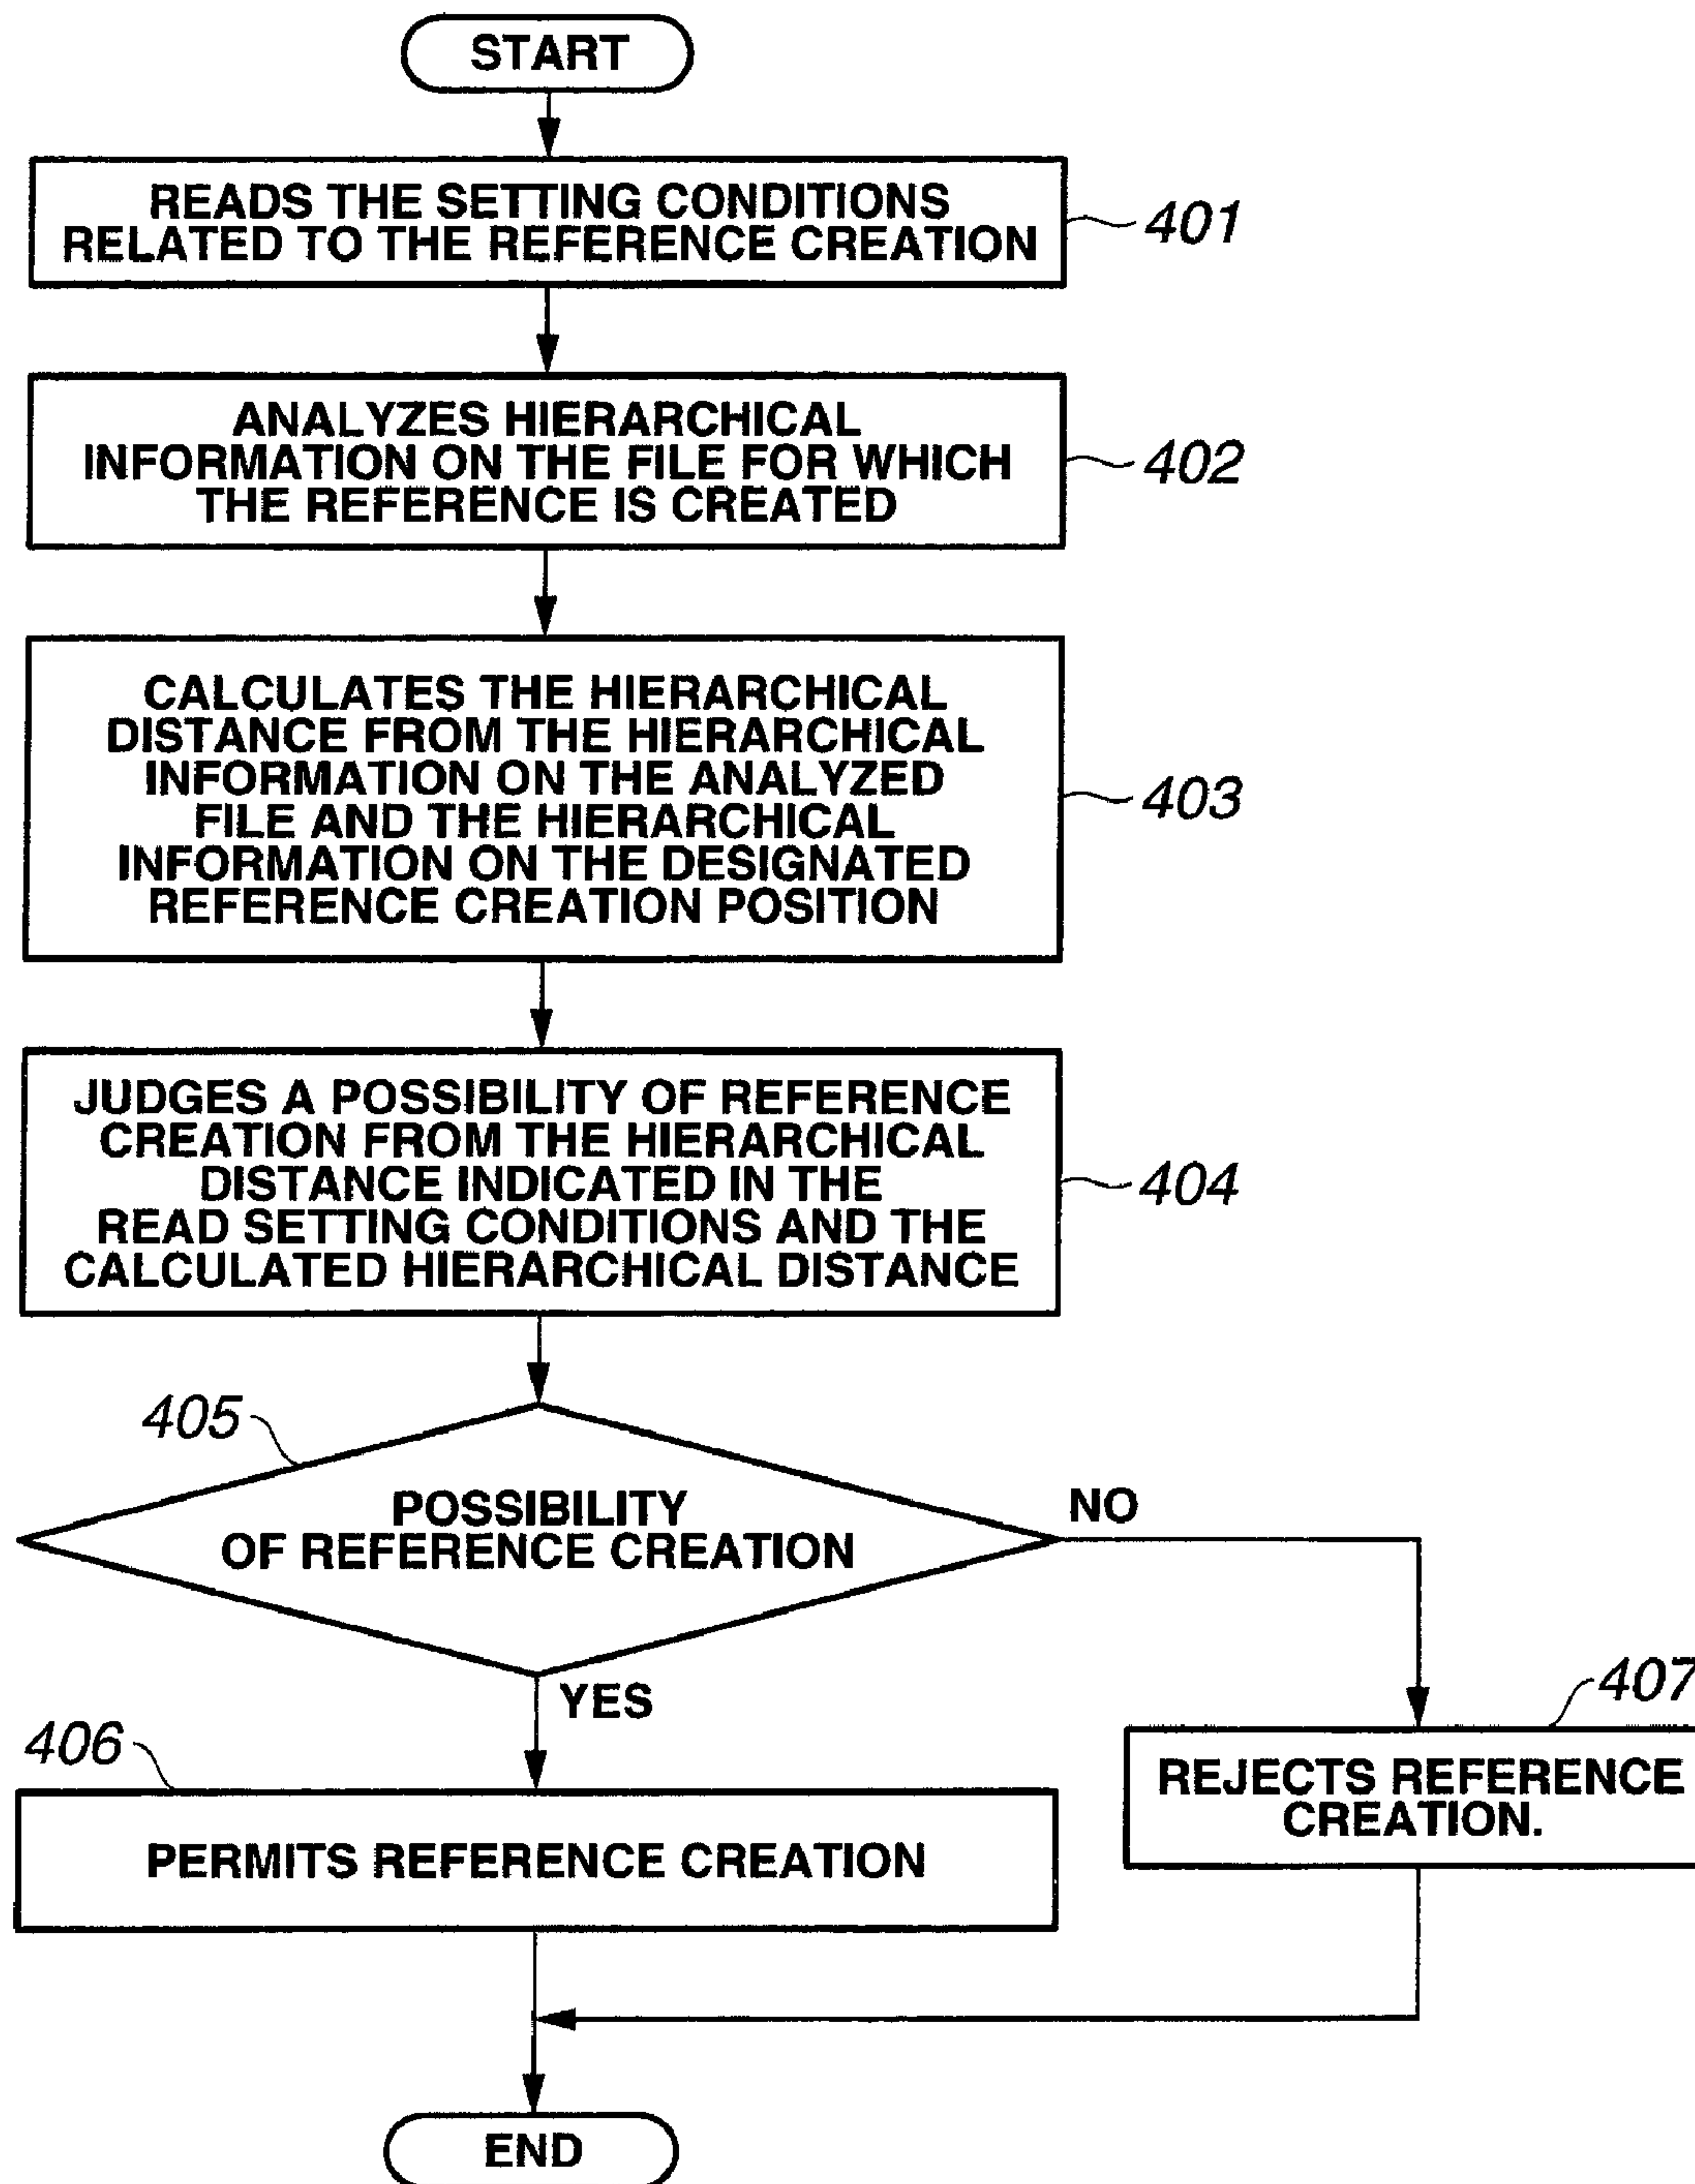 START
READS THE SETTING CONDITIONS
RELATED TO THE REFERENCE CREATION
401
ANALYZES HIERARCHICAL
INFORMATION ON THE FILE FOR WHICH
THE REFERENCE IS CREATED
402
CALCULATES THE HIERARCHICAL
DISTANCE FROM THE HIERARCHICAL
INFORMATION ON THE ANALYZED
FILE AND THE HIERARCHICAL
INFORMATION ON THE DESIGNATED
REFERENCE CREATION POSITION
403
JUDGES A POSSIBILITY OF REFERENCE
CREATION FROM THE HIERARCHICAL
DISTANCE INDICATED IN THE
READ SETTING CONDITIONS AND THE
CALCULATED HIERARCHICAL DISTANCE
404
405
POSSIBILITY
OF REFERENCE CREATION
NO
YES
406
PERMITS REFERENCE CREATION
407
REJECTS REFERENCE
CREATION.
END